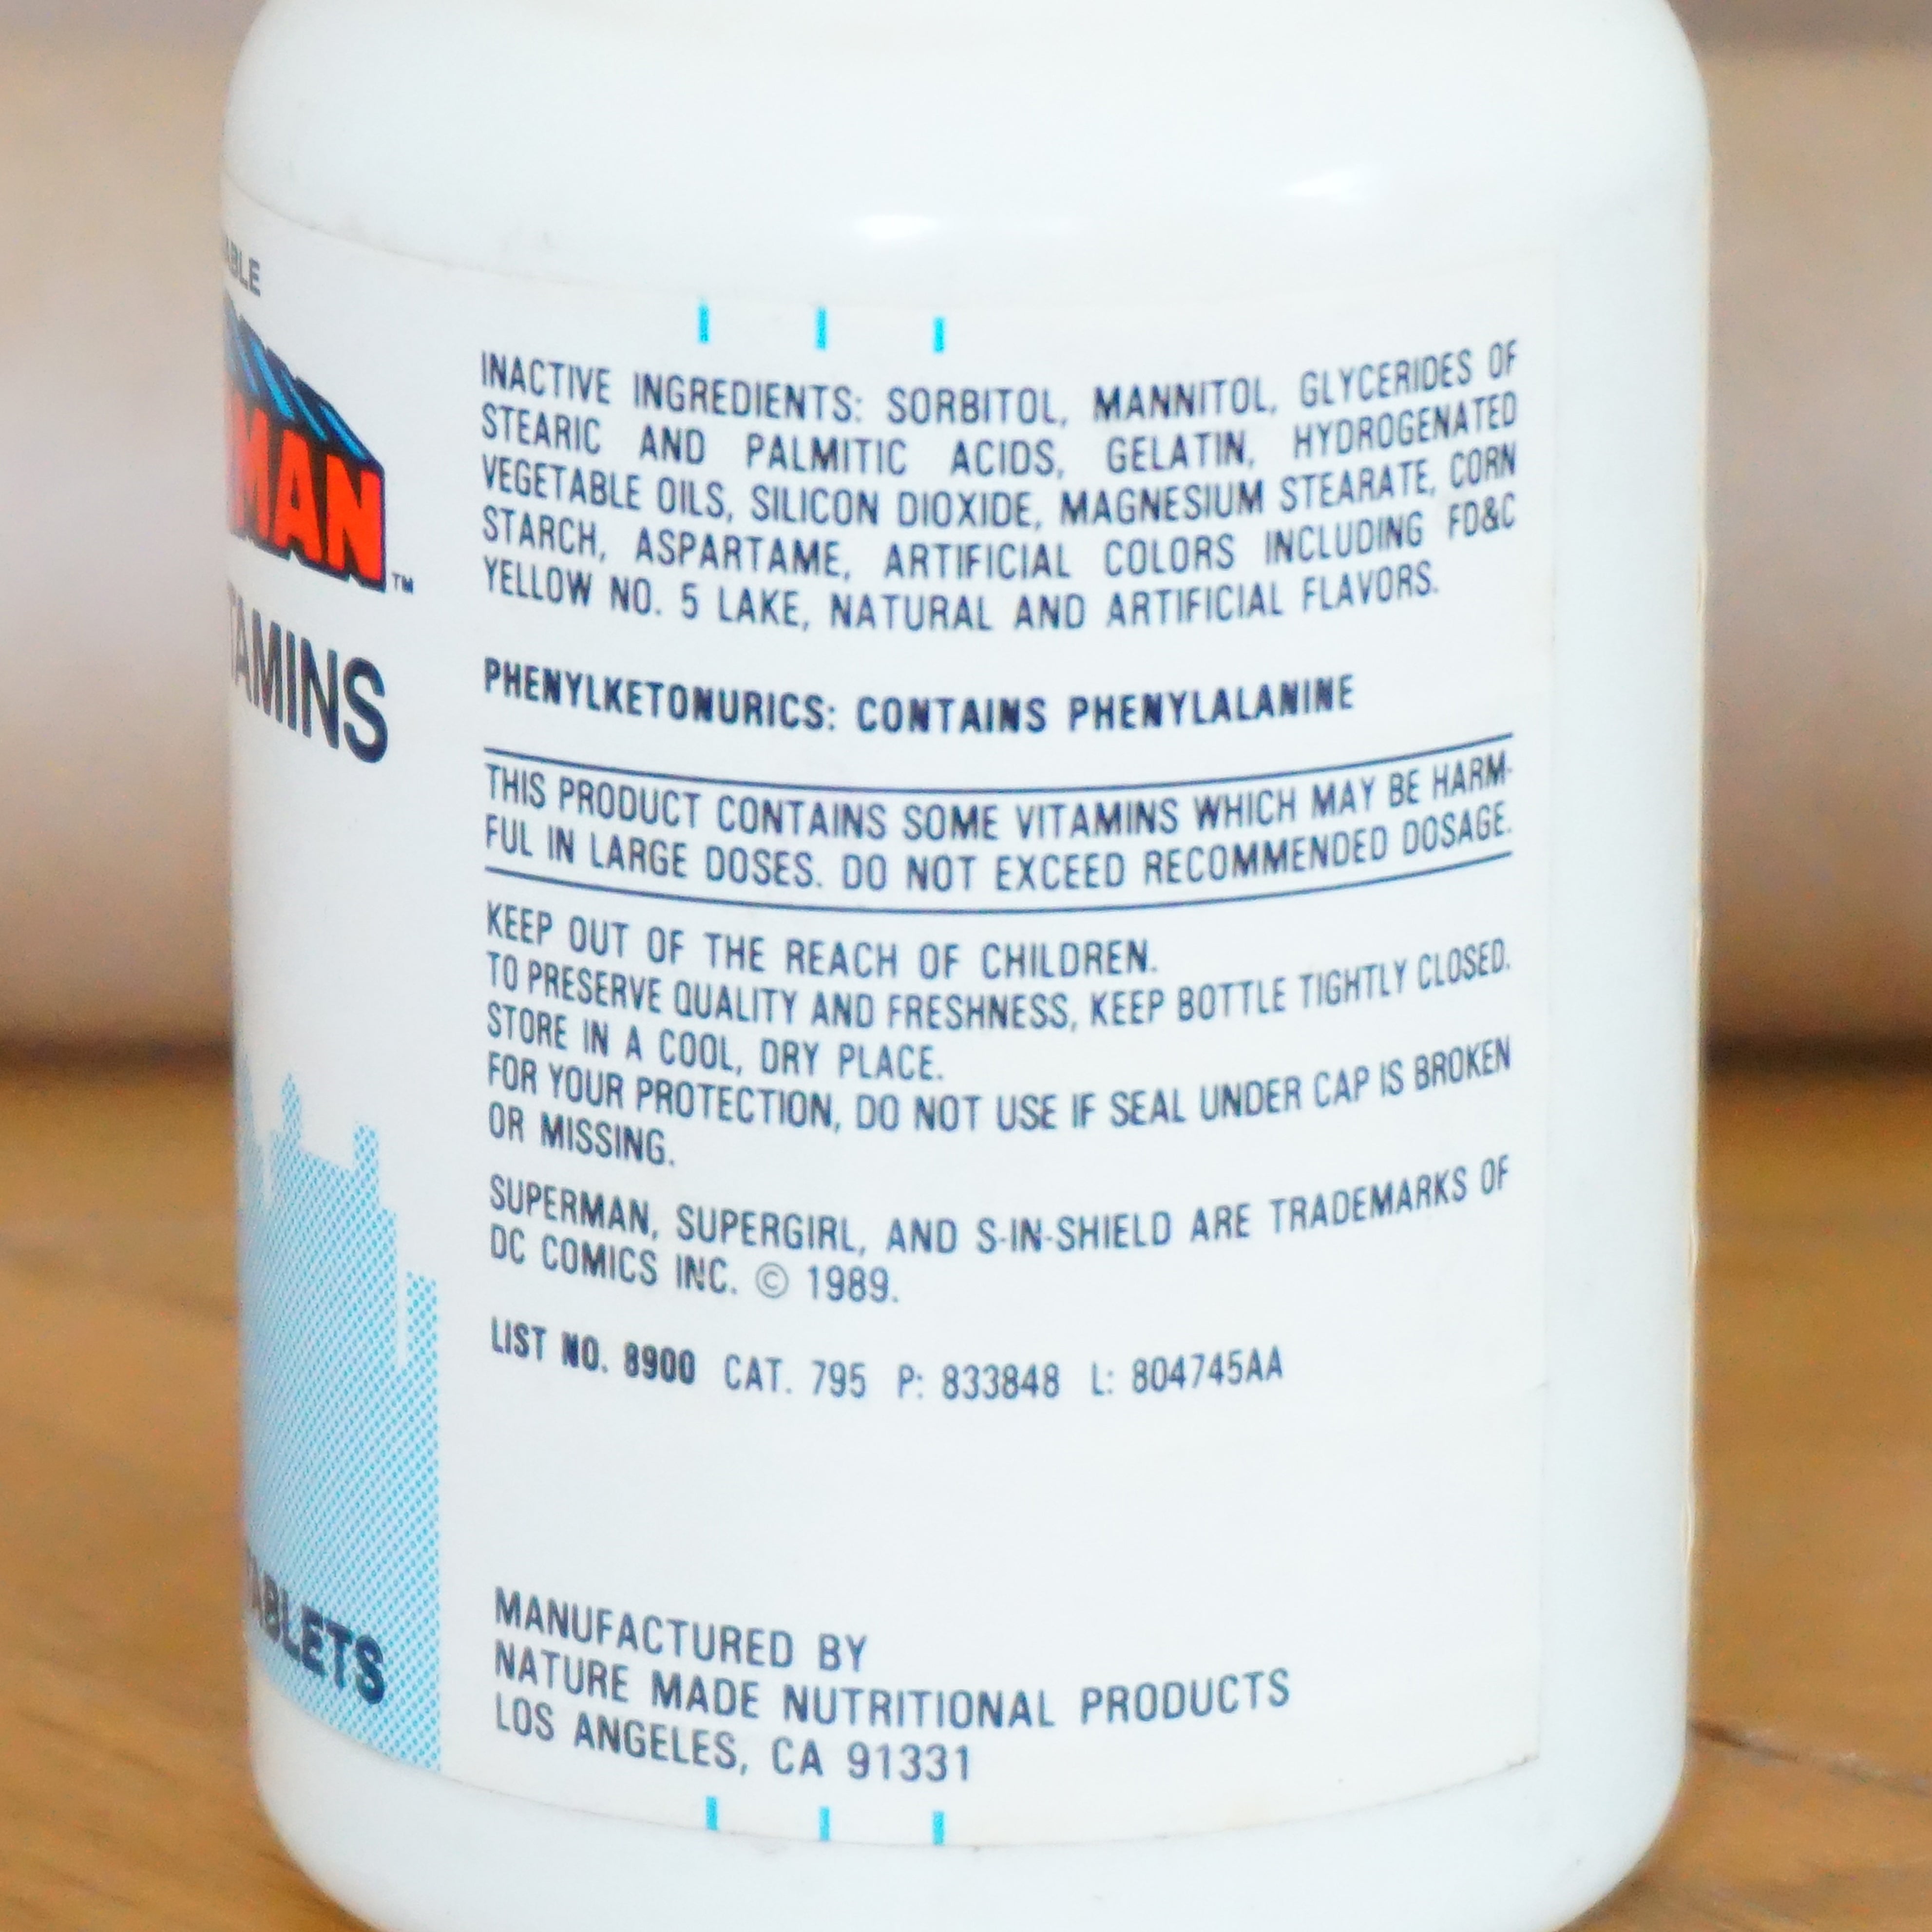 MAN
TM
INACTIVE INGREDIENTS: SORBITOL, MANNITOL, GLYCERIDES OF
STEARIC AND PALMITIC ACIDS, GELATIN, HYDROGENATED
VEGETABLE OILS, SILICON DIOXIDE, MAGNESIUM STEARATE, CORN
STARCH, ASPARTAME, ARTIFICIAL COLORS INCLUDING FD&C
YELLOW NO. 5 LAKE, NATURAL AND ARTIFICIAL FLAVORS.
PHENYLKETONURICS: CONTAINS PHENYLALANINE
THIS PRODUCT CONTAINS SOME VITAMINS WHICH MAY BE HARM-
FUL IN LARGE DOSES. DO NOT EXCEED RECOMMENDED DOSAGE.
KEEP OUT OF THE REACH OF CHILDREN.
TO PRESERVE QUALITY AND FRESHNESS, KEEP BOTTLE TIGHTLY CLOSED.
STORE IN A COOL, DRY PLACE.
FOR YOUR PROTECTION, DO NOT USE IF SEAL UNDER CAP IS BROKEN
OR MISSING.
SUPERMAN, SUPERGIRL, AND S-IN-SHIELD ARE TRADEMARKS OF
DC COMICS INC. © 1989.
LIST NO. 8900 CAT. 795 P: 833848 L: 804745AA
MANUFACTURED BY
NATURE MADE NUTRITIONAL PRODUCTS
LOS ANGELES, CA 91331